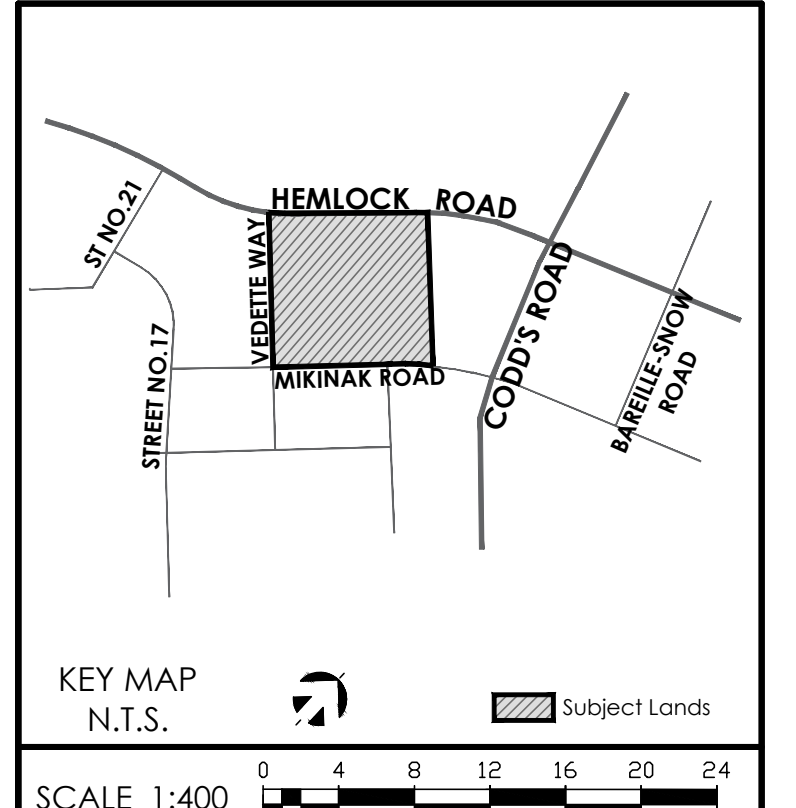 ST NO.21
HEMLOCK ROAD
VEDETTE WAY
MIKINAK ROAD
STREET NO.17
CODD'S ROAD
BAREILLE-SNOW
ROAD
KEY MAP
N.T.S.
Subject Lands
SCALE 1:400
0 4 8 12 16 20 24